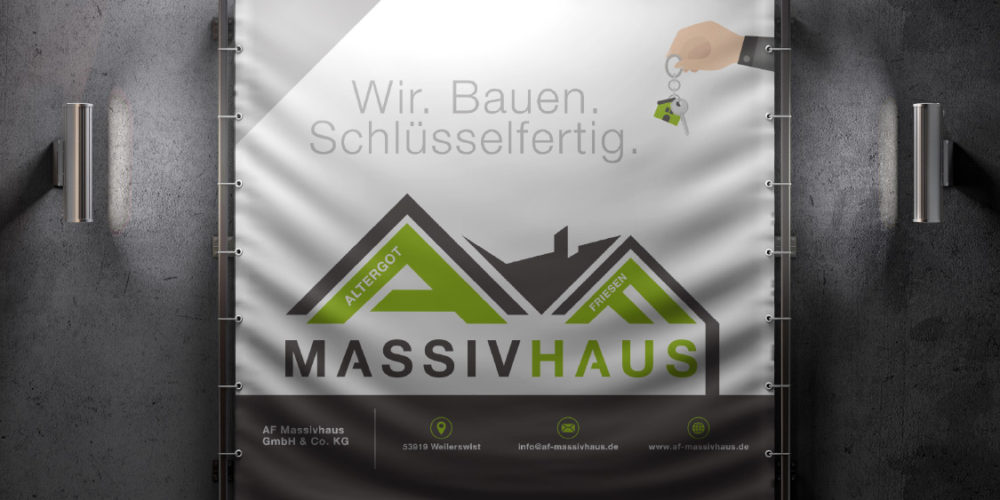 Wir. Bauen.
Schlüsselfertig.
ALTERGOT
FRIESEN
MASSIVHAUS
AF Massivhaus
GmbH & Co. KG
53919 Weilerswist
info@af-massivhaus.de
www.af-massivhaus.de